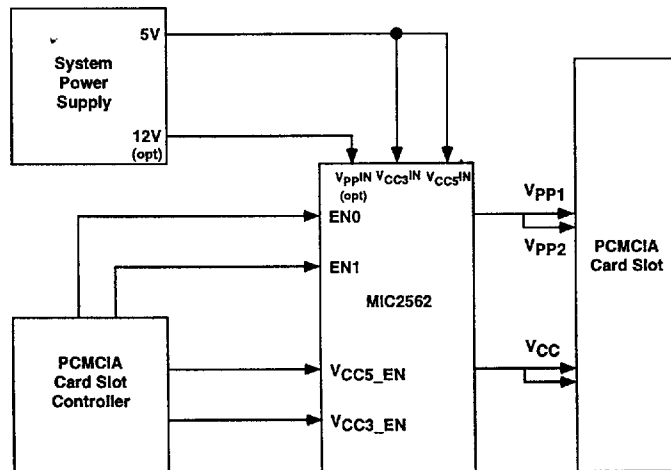 5V
System
Power
Supply
12V
(opt)
VPPIN VCC3IN VCC5IN
(opt)
EN0
EN1
MIC2562
VCC5_EN
VCC3_EN
VPP1
VPP2
VCC
PCMCIA
Card Slot
PCMCIA
Card Slot
Controller